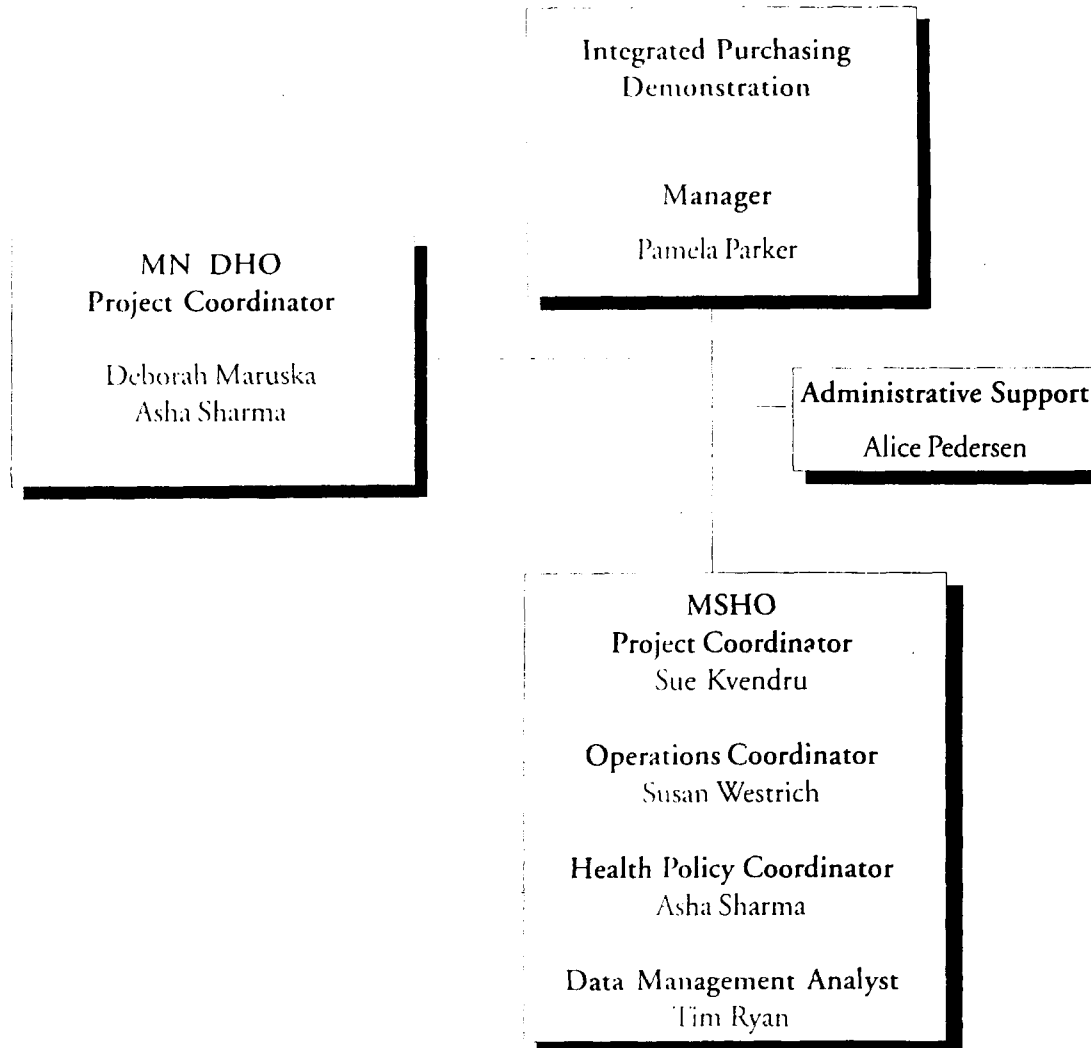 Integrated Purchasing
Demonstration
Manager
Pamela Parker
MN DHO
Project Coordinator
Deborah Maruska
Asha Sharma
Administrative Support
Alice Pedersen
MSHO
Project Coordinator
Sue Kvendru
Operations Coordinator
Susan Westrich
Health Policy Coordinator
Asha Sharma
Data Management Analyst
Tim Ryan